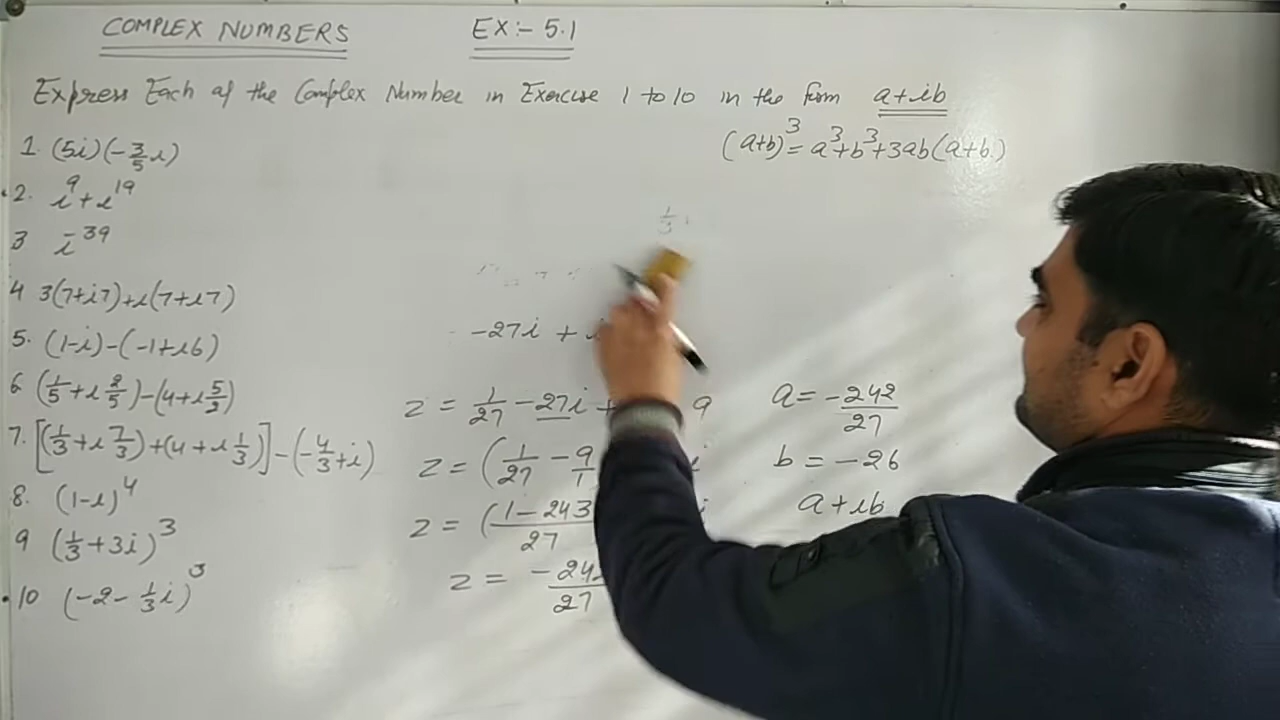 COMPLEX NUMBERS EX:- 5.1
Express Each of the Complex Number in Exercise 1 to 10 in the form a+ib
(a+b)³ = a³+b³+3ab(a+b)
1 (5i)(-3/5 i)
2. i⁹+i¹⁹
3 i⁻³⁹
4 3(7+i7)+i(7+i7)
5. (1-i)-(-1+i6)
6 (1/5+i 2/5)-(4+i 5/2)
7. [(1/3+i 7/3)+(4+i 1/3)]-(-4/3+i)
8. (1-i)⁴
9 (1/3+3i)³
10 (-2-1/3 i)³
1/3
-27i + i
z = 1/27 - 27i + 9
z = (1/27 - 9/1 i
z = (1-243/27 i
z = -242/27
a = -242/27
b = -26
a+ib